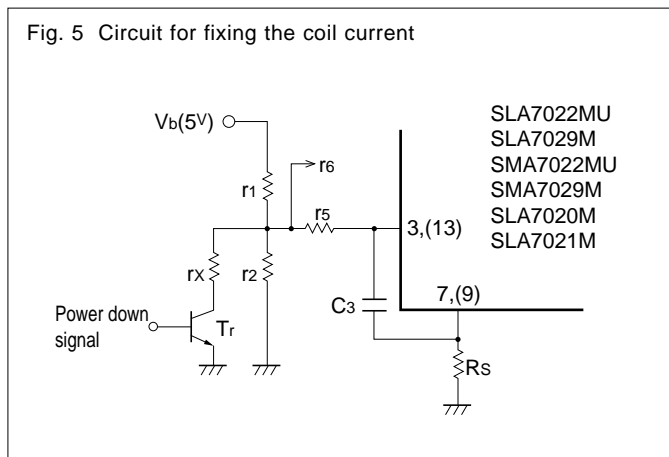 Fig. 5 Circuit for fixing the coil current
Vb(5V)
r6
r1
r5
3,(13)
SLA7022MU
SLA7029M
SMA7022MU
SMA7029M
SLA7020M
SLA7021M
rX
r2
C3
7,(9)
Power down
signal
Tr
RS